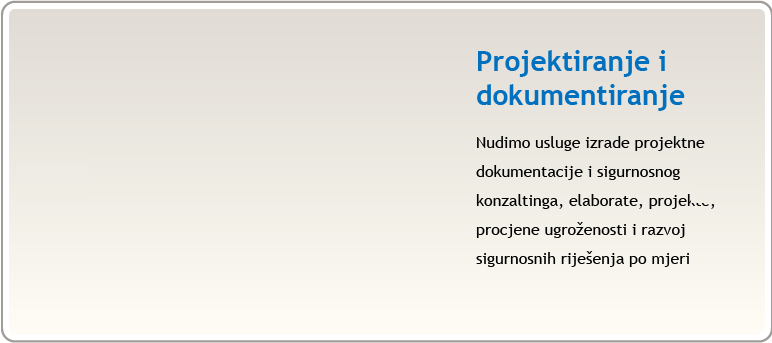 Projektiranje i
dokumentiranje
Nudimo usluge izrade projektne
dokumentacije i sigurnosnog
konzaltinga, elaborate, projekte,
procjene ugroženosti i razvoj
sigurnosnih riješenja po mjeri